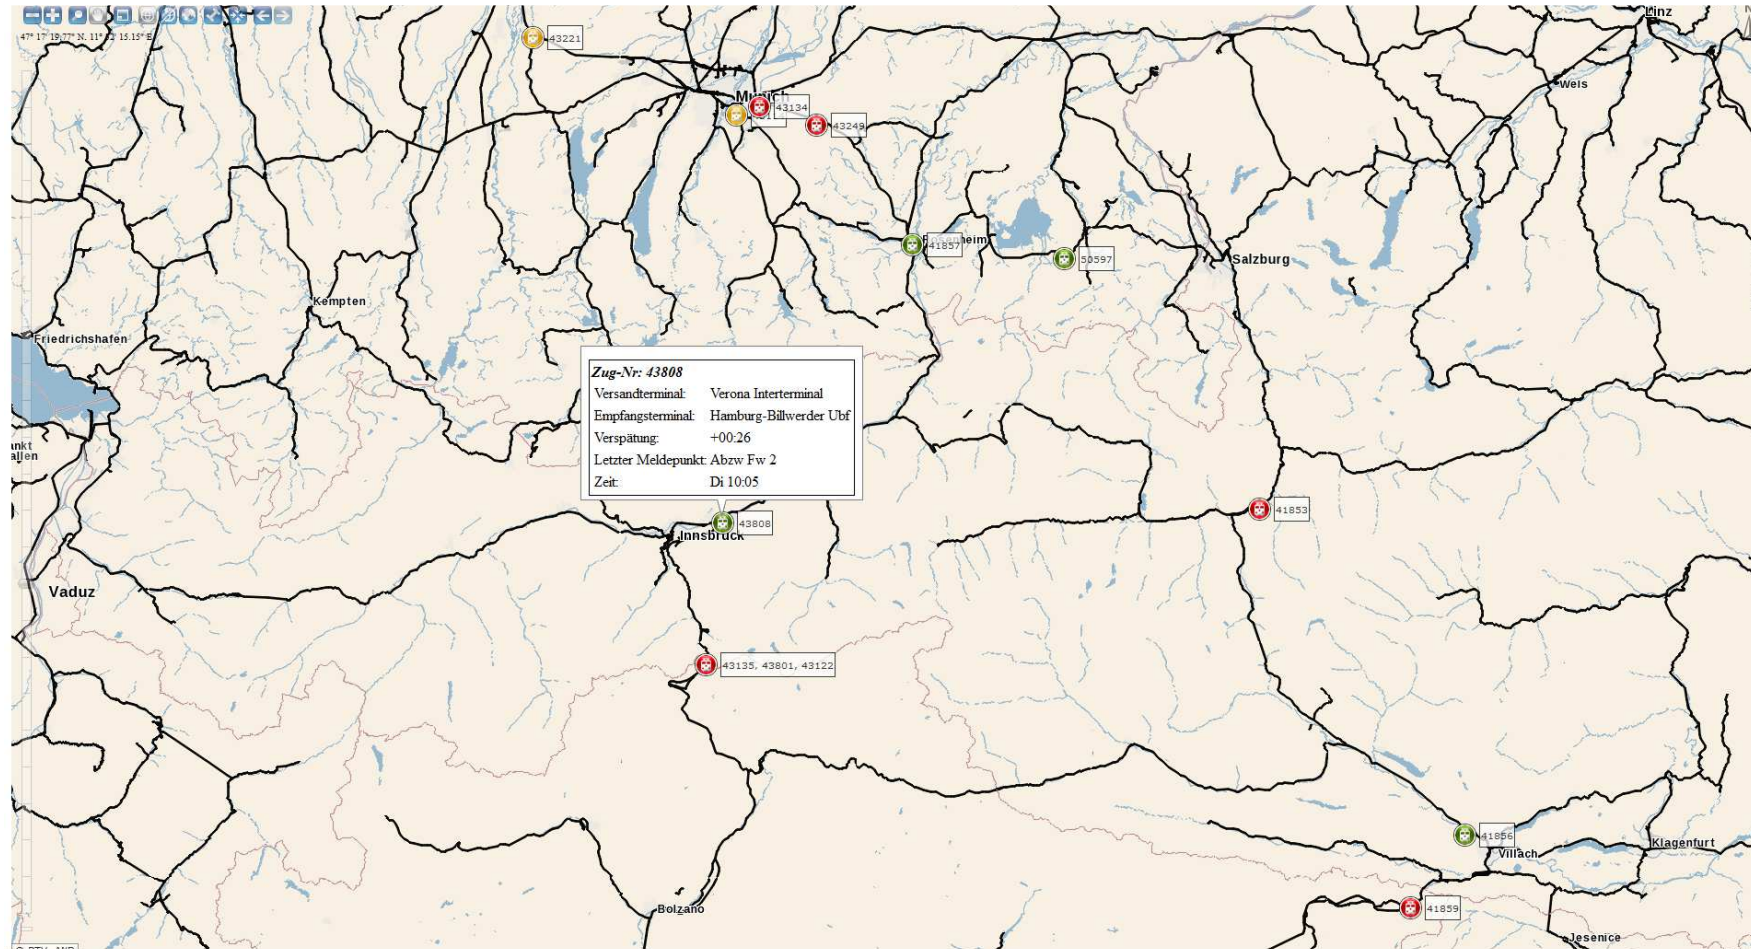 Linz
47° 17' 19.77" N, 11° 52' 15.15" E
43221
Wels
Munich
43134
43249
41857
50597
Salzburg
Kempten
Friedrichshafen
Zug-Nr: 43808
Versandterminal: Verona Interterminal
Empfangsterminal: Hamburg-Billwerder Ubf
Verspätung: +00:26
Letzter Meldepunkt: Abzw Fw 2
Zeit: Di 10:05
41853
43808
Innsbruck
Vaduz
43135, 43801, 43122
41856
Klagenfurt
Villach
Bolzano
41859
Jesenice